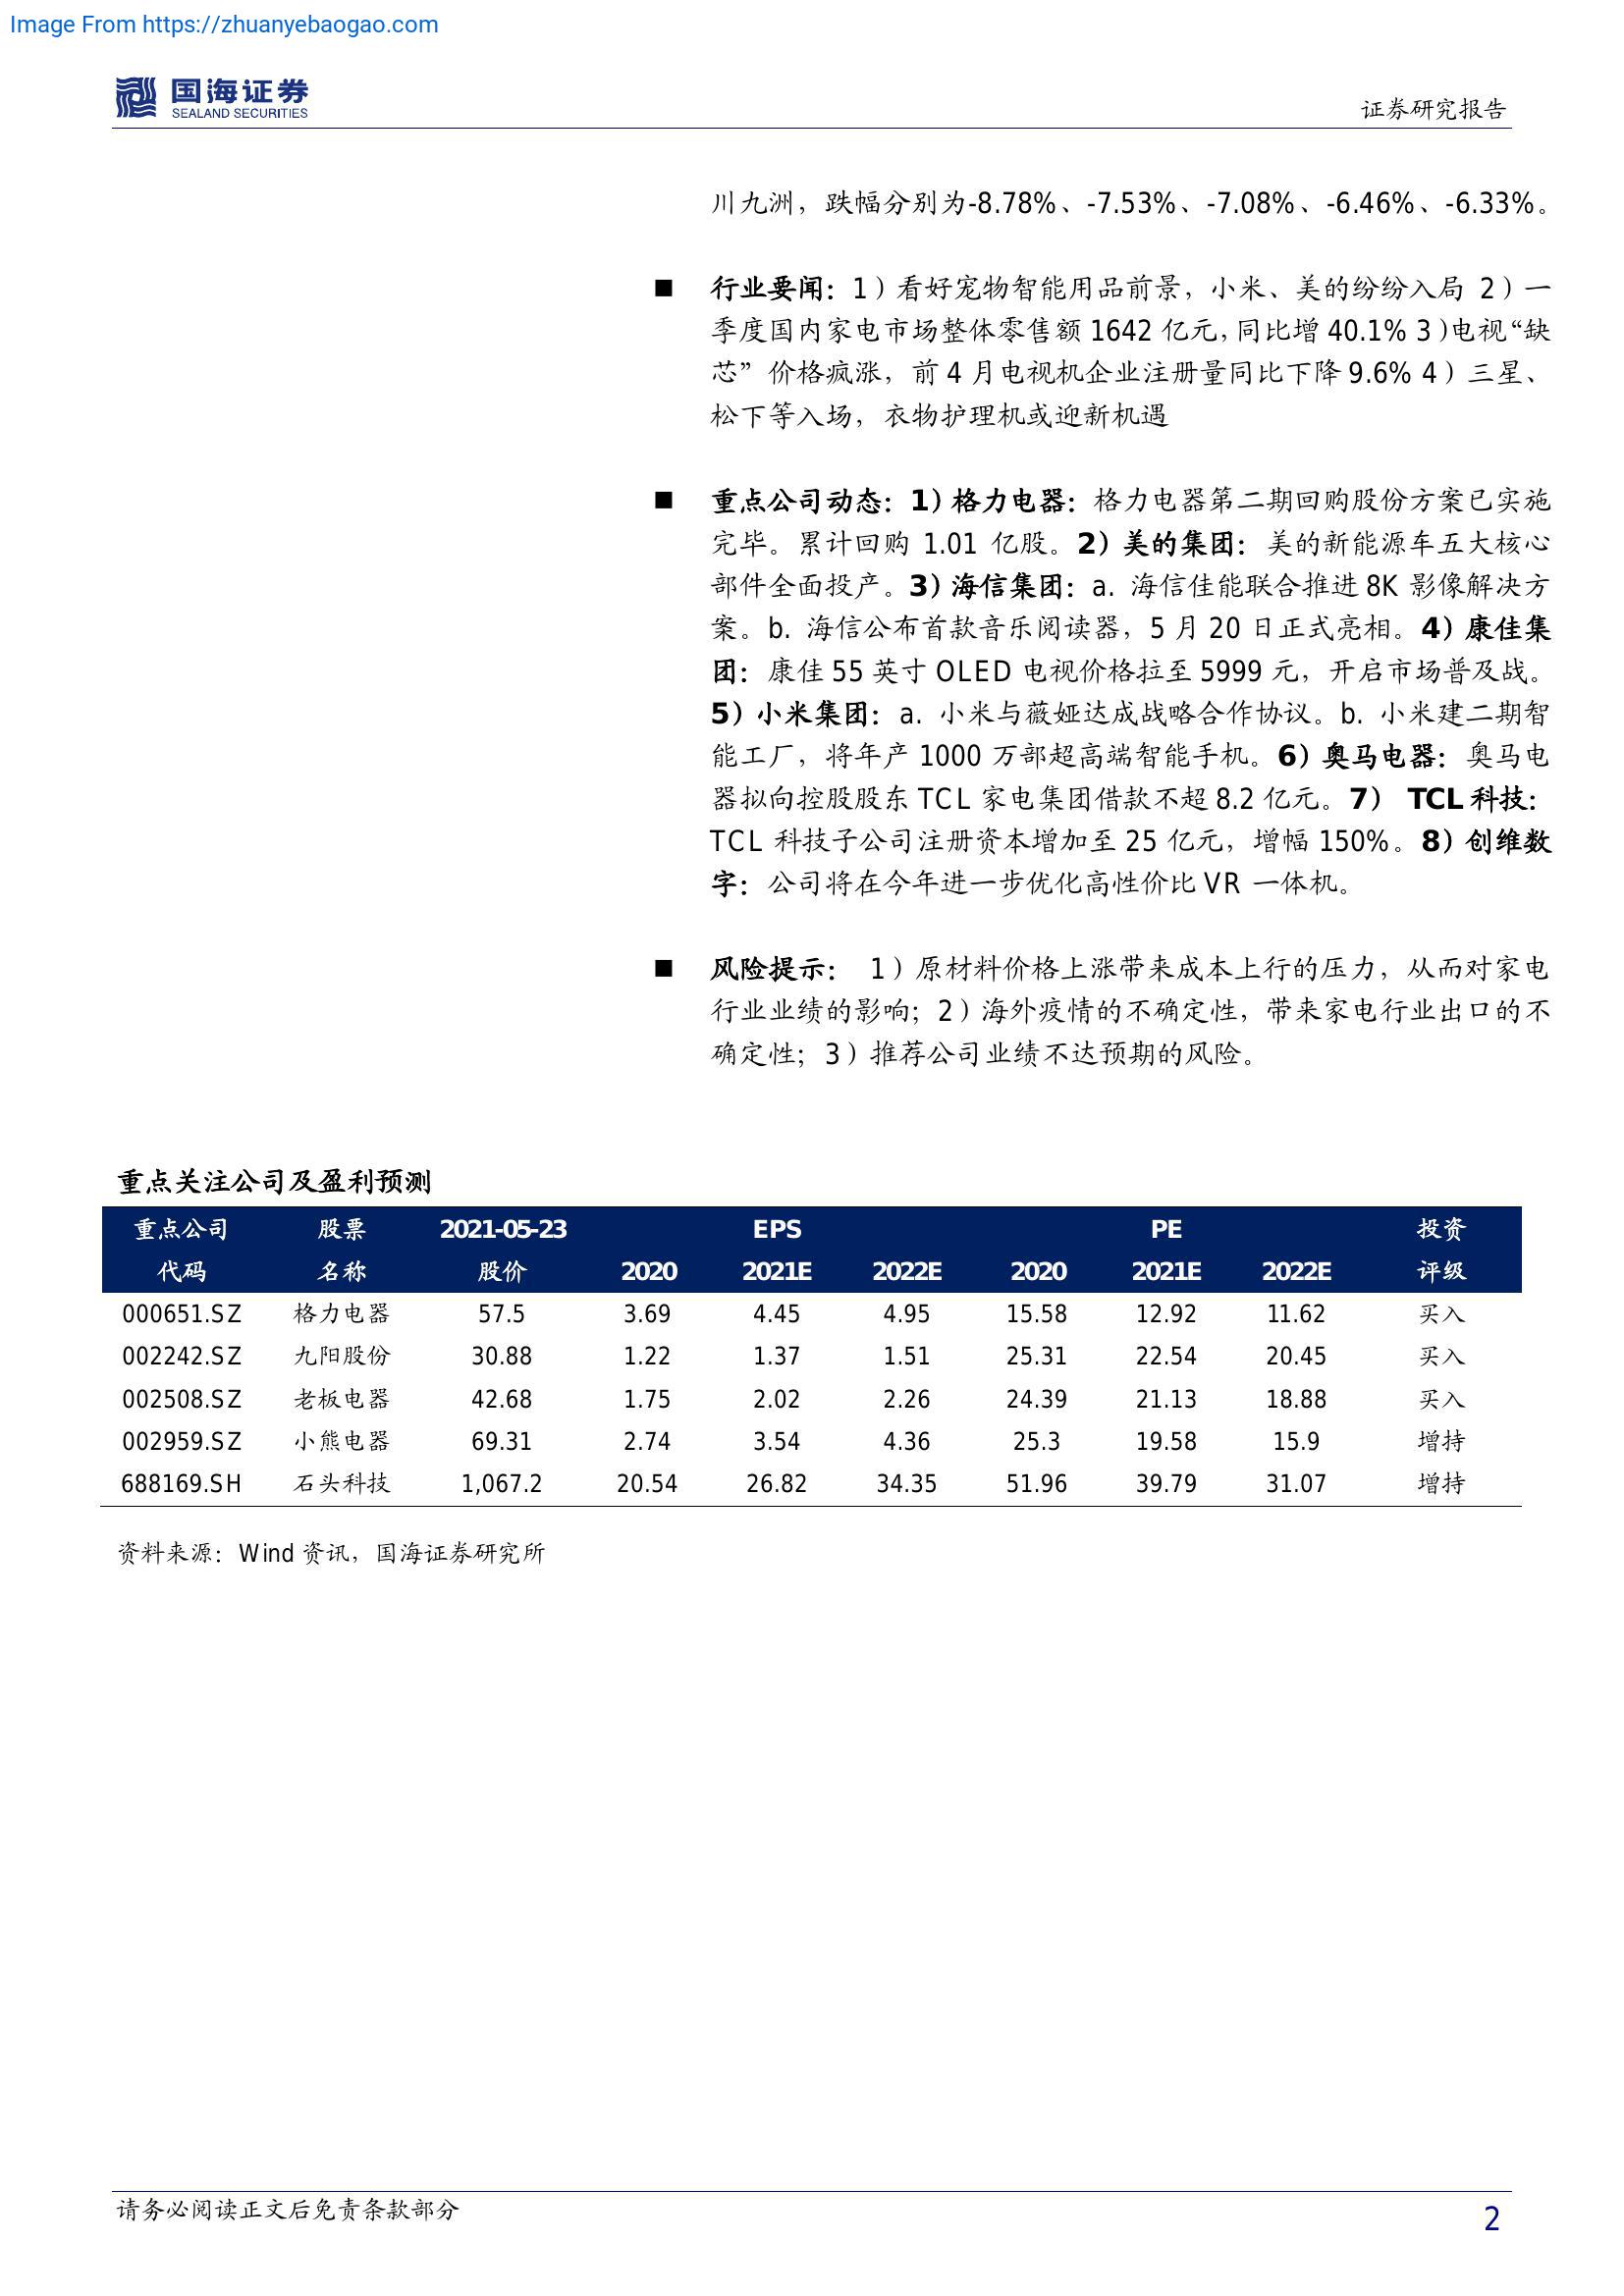 Image From https://zhuanyebaogao.com
国海证券
SEALAND SECURITIES
证券研究报告
川九洲，跌幅分别为-8.78%、-7.53%、-7.08%、-6.46%、-6.33%。
■ 行业要闻：1）看好宠物智能用品前景，小米、美的纷纷入局 2）一
季度国内家电市场整体零售额 1642 亿元，同比增 40.1% 3）电视“缺
芯”价格疯涨，前 4 月电视机企业注册量同比下降 9.6% 4）三星、
松下等入场，衣物护理机或迎新机遇
■ 重点公司动态：1）格力电器：格力电器第二期回购股份方案已实施
完毕。累计回购 1.01 亿股。2）美的集团：美的新能源车五大核心
部件全面投产。3）海信集团：a. 海信佳能联合推进 8K 影像解决方
案。b. 海信公布首款音乐阅读器，5 月 20 日正式亮相。4）康佳集
团：康佳 55 英寸 OLED 电视价格拉至 5999 元，开启市场普及战。
5）小米集团：a. 小米与薇娅达成战略合作协议。b. 小米建二期智
能工厂，将年产 1000 万部超高端智能手机。6）奥马电器：奥马电
器拟向控股股东 TCL 家电集团借款不超 8.2 亿元。7） TCL 科技：
TCL 科技子公司注册资本增加至 25 亿元，增幅 150%。8）创维数
字：公司将在今年进一步优化高性价比 VR 一体机。
■ 风险提示： 1）原材料价格上涨带来成本上行的压力，从而对家电
行业业绩的影响；2）海外疫情的不确定性，带来家电行业出口的不
确定性；3）推荐公司业绩不达预期的风险。
重点关注公司及盈利预测
重点公司 股票 2021-05-23 EPS PE 投资
代码 名称 股价 2020 2021E 2022E 2020 2021E 2022E 评级
000651.SZ 格力电器 57.5 3.69 4.45 4.95 15.58 12.92 11.62 买入
002242.SZ 九阳股份 30.88 1.22 1.37 1.51 25.31 22.54 20.45 买入
002508.SZ 老板电器 42.68 1.75 2.02 2.26 24.39 21.13 18.88 买入
002959.SZ 小熊电器 69.31 2.74 3.54 4.36 25.3 19.58 15.9 增持
688169.SH 石头科技 1,067.2 20.54 26.82 34.35 51.96 39.79 31.07 增持
资料来源：Wind 资讯，国海证券研究所
请务必阅读正文后免责条款部分
2